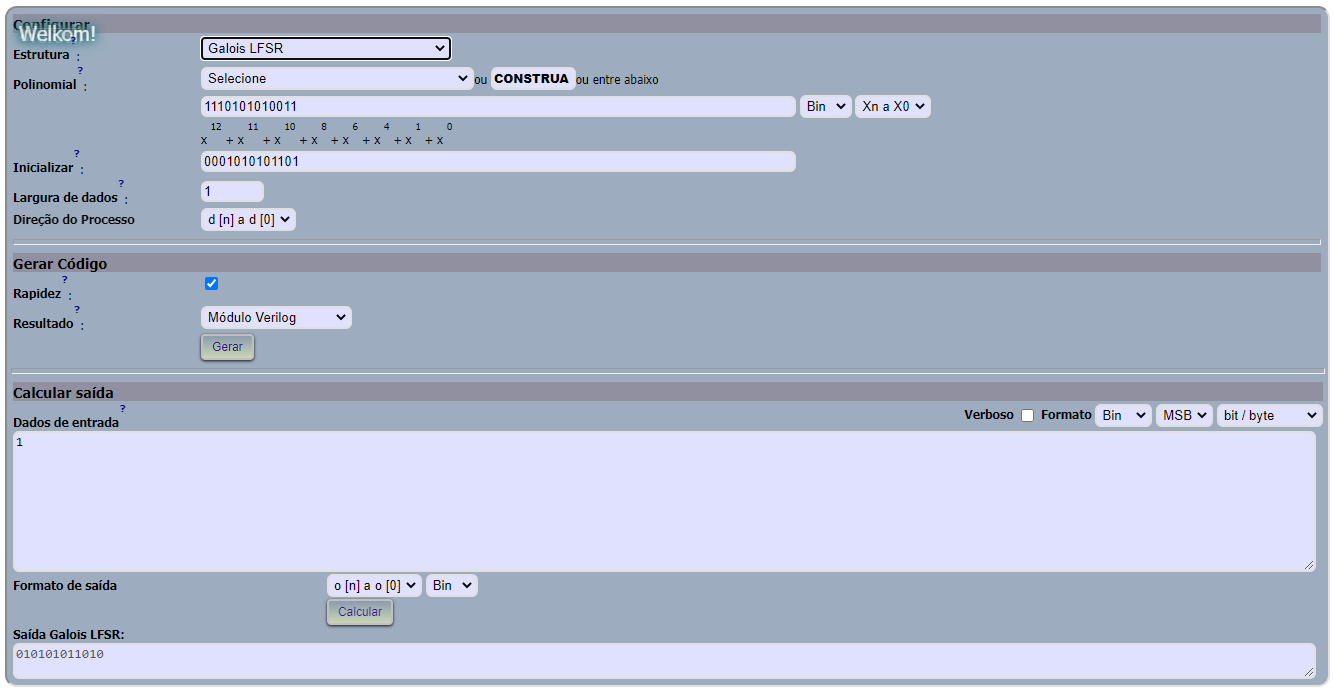 Configurar
Welkom!
Estrutura ? :
Galois LFSR
Polinomial ? :
Selecione ou CONSTRUA ou entre abaixo
1110101010011 Bin Xn a X0
12 11 10 8 6 4 1 0
x + x + x + x + x + x + x + x
Inicializar ? :
0001010101101
Largura de dados ? :
1
Direção do Processo d [n] a d [0]
Gerar Código
Rapidez ? :
Resultado ? :
Módulo Verilog
Gerar
Calcular saída
Dados de entrada ?
Verboso Formato Bin MSB bit / byte
1
Formato de saída o [n] a o [0] Bin
Calcular
Saída Galois LFSR:
010101011010